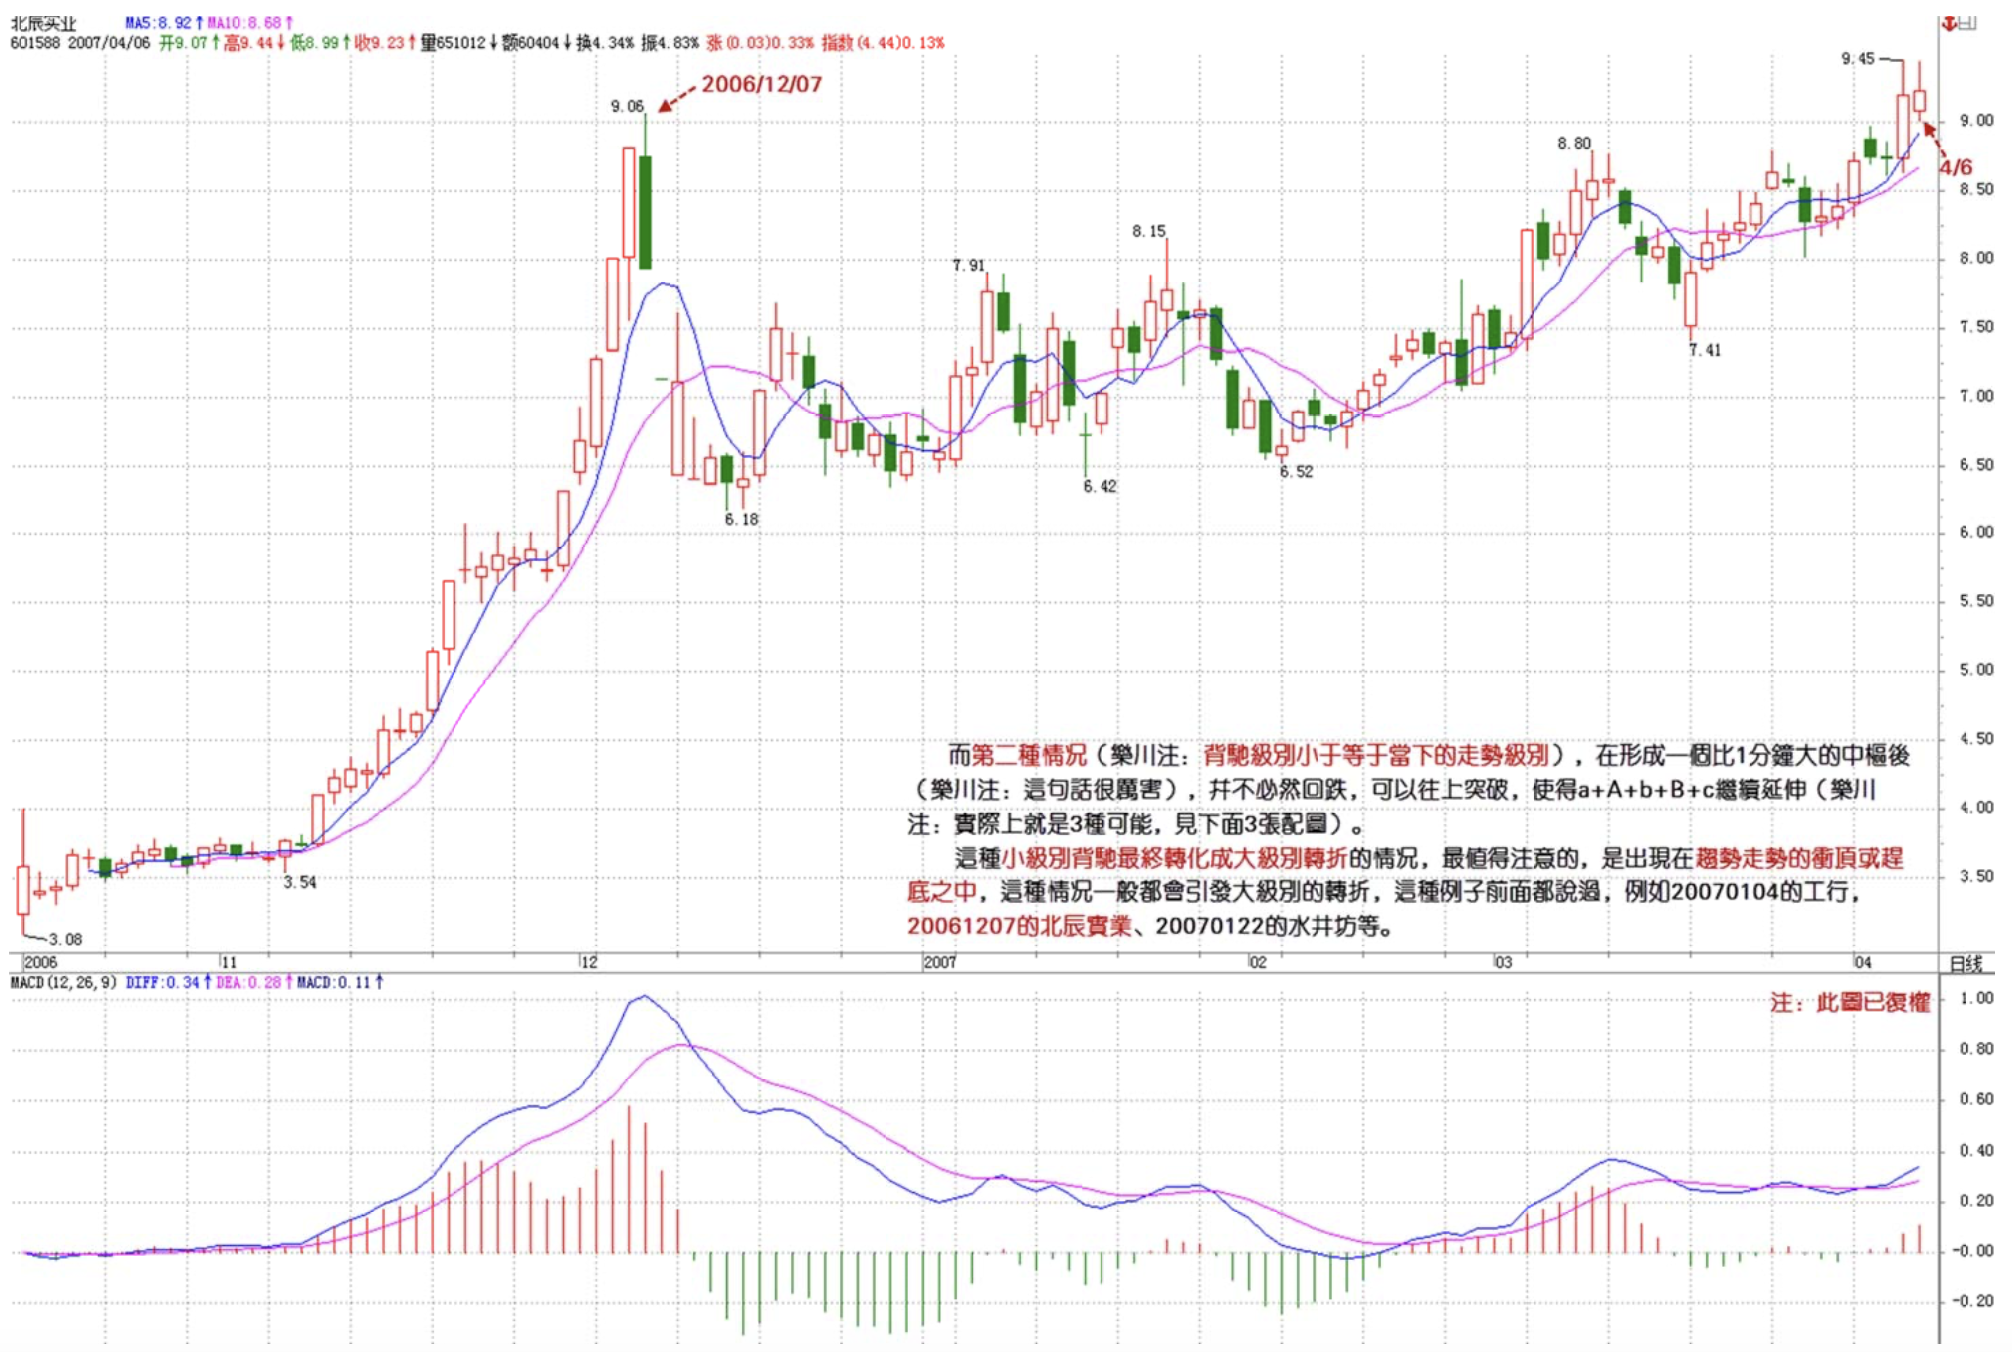 北辰实业 MA5:8.92↑MA10:8.68↑
601588 2007/04/06 开9.07↑高9.44↓低8.99↑收9.23↑量651012↓额60404↓换4.34% 振4.83% 涨(0.03)0.33% 指数(4.44)0.13%
9.45
2006/12/07
9.06
9.00
8.80
4/6
8.50
8.15
7.91
8.00
7.50
7.41
7.00
6.52
6.50
6.42
6.18
6.00
5.50
5.00
4.50
而第二種情况（樂川注：背馳級別小于等于當下的走勢級別），在形成一個比1分鐘大的中樞後
（樂川注：這句話很厲害），幷不必然回跌，可以往上突破，使得a+A+b+B+c繼續延伸（樂川
注：實際上就是3種可能，見下面3張配圖）。
4.00
這種小級別背馳最終轉化成大級別轉折的情况，最值得注意的，是出現在趨勢走勢的衝頂或趕
底之中，這種情况一般都會引發大級別的轉折，這種例子前面都說過，例如20070104的工行，
20061207的北辰實業、20070122的水井坊等。
3.54
3.50
3.08
2006 11 12 2007 02 03 04 日线
MACD(12,26,9) DIFF:0.34↑DEA:0.28↑MACD:0.11↑
注：此圖已復權
1.00
0.80
0.60
0.40
0.20
-0.00
-0.20